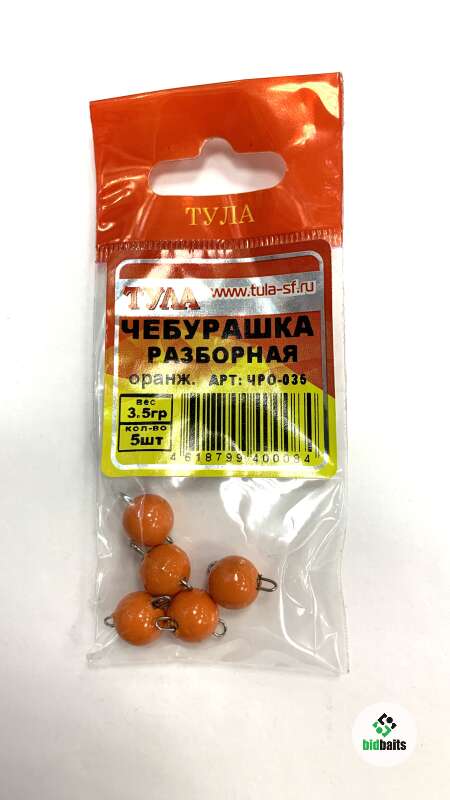 ТУЛА
ТУЛА www.tula-sf.ru
ЧЕБУРАШКА
РАЗБОРНАЯ
оранж. АРТ: ЧРО-035
вес
3.5гр
кол-во
5шт
4 618799 400034
bidbaits